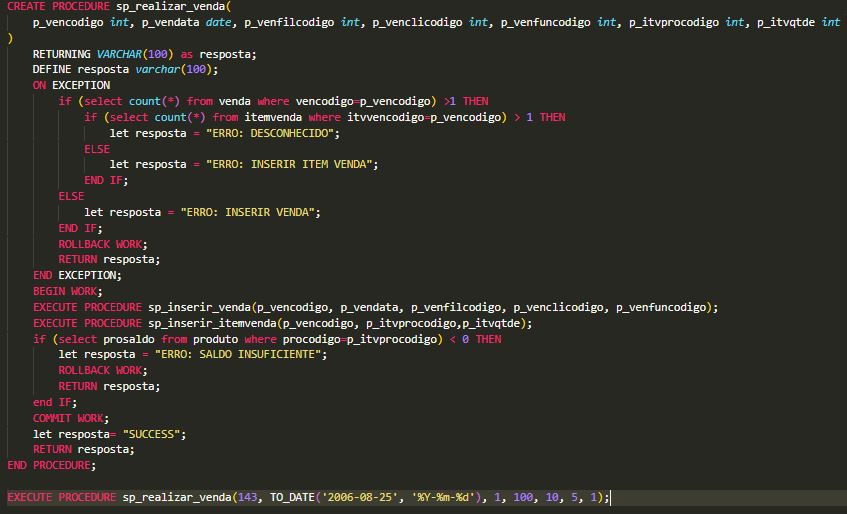 CREATE PROCEDURE sp_realizar_venda(
p_vencodigo int, p_vendata date, p_venfilcodigo int, p_venclicodigo int, p_venfuncodigo int, p_itvprocodigo int, p_itvqtde int
)
RETURNING VARCHAR(100) as resposta;
DEFINE resposta varchar(100);
ON EXCEPTION
if (select count(*) from venda where vencodigo=p_vencodigo) >1 THEN
if (select count(*) from itemvenda where itvvencodigo=p_vencodigo) > 1 THEN
let resposta = "ERRO: DESCONHECIDO";
ELSE
let resposta = "ERRO: INSERIR ITEM VENDA";
END IF;
ELSE
let resposta = "ERRO: INSERIR VENDA";
END IF;
ROLLBACK WORK;
RETURN resposta;
END EXCEPTION;
BEGIN WORK;
EXECUTE PROCEDURE sp_inserir_venda(p_vencodigo, p_vendata, p_venfilcodigo, p_venclicodigo, p_venfuncodigo);
EXECUTE PROCEDURE sp_inserir_itemvenda(p_vencodigo, p_itvprocodigo,p_itvqtde);
if (select prosaldo from produto where procodigo=p_itvprocodigo) < 0 THEN
let resposta = "ERRO: SALDO INSUFICIENTE";
ROLLBACK WORK;
RETURN resposta;
end IF;
COMMIT WORK;
let resposta= "SUCCESS";
RETURN resposta;
END PROCEDURE;
EXECUTE PROCEDURE sp_realizar_venda(143, TO_DATE('2006-08-25', '%Y-%m-%d'), 1, 100, 10, 5, 1);